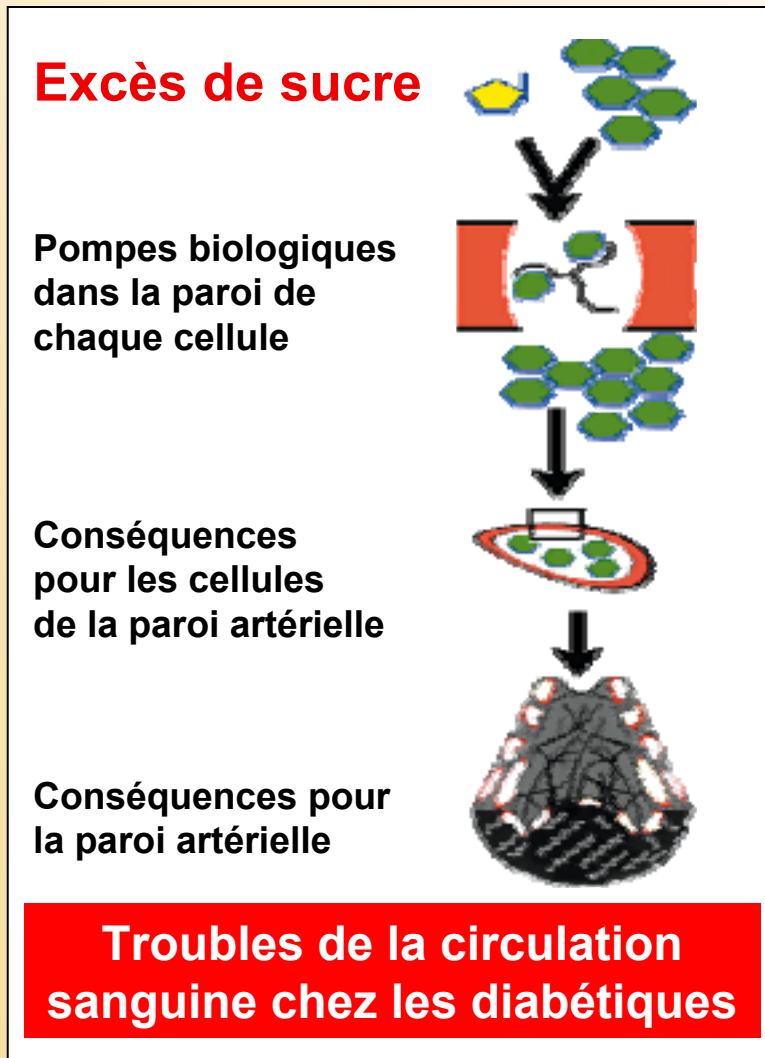 Excès de sucre
Pompes biologiques
dans la paroi de
chaque cellule
Conséquences
pour les cellules
de la paroi artérielle
Conséquences pour
la paroi artérielle
Troubles de la circulation
sanguine chez les diabétiques